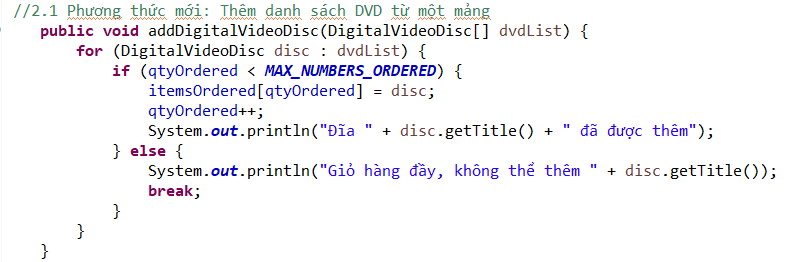 //2.1 Phương thức mới: Thêm danh sách DVD từ một mảng
public void addDigitalVideoDisc(DigitalVideoDisc[] dvdList) {
for (DigitalVideoDisc disc : dvdList) {
if (qtyOrdered < MAX_NUMBERS_ORDERED) {
itemsOrdered[qtyOrdered] = disc;
qtyOrdered++;
System.out.println("Đĩa " + disc.getTitle() + " đã được thêm");
} else {
System.out.println("Giỏ hàng đầy, không thể thêm " + disc.getTitle());
break;
}
}
}